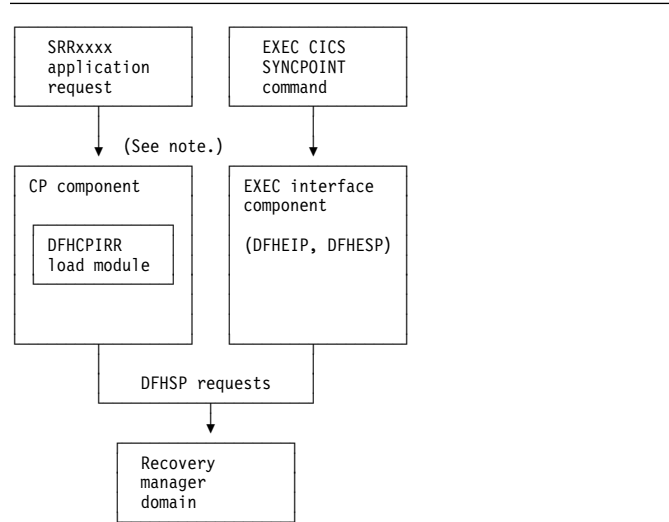 SRRxxxx
application
request
EXEC CICS
SYNCPOINT
command
(See note.)
CP component
DFHCPIRR
load module
EXEC interface
component
(DFHEIP, DFHESP)
DFHSP requests
Recovery
manager
domain